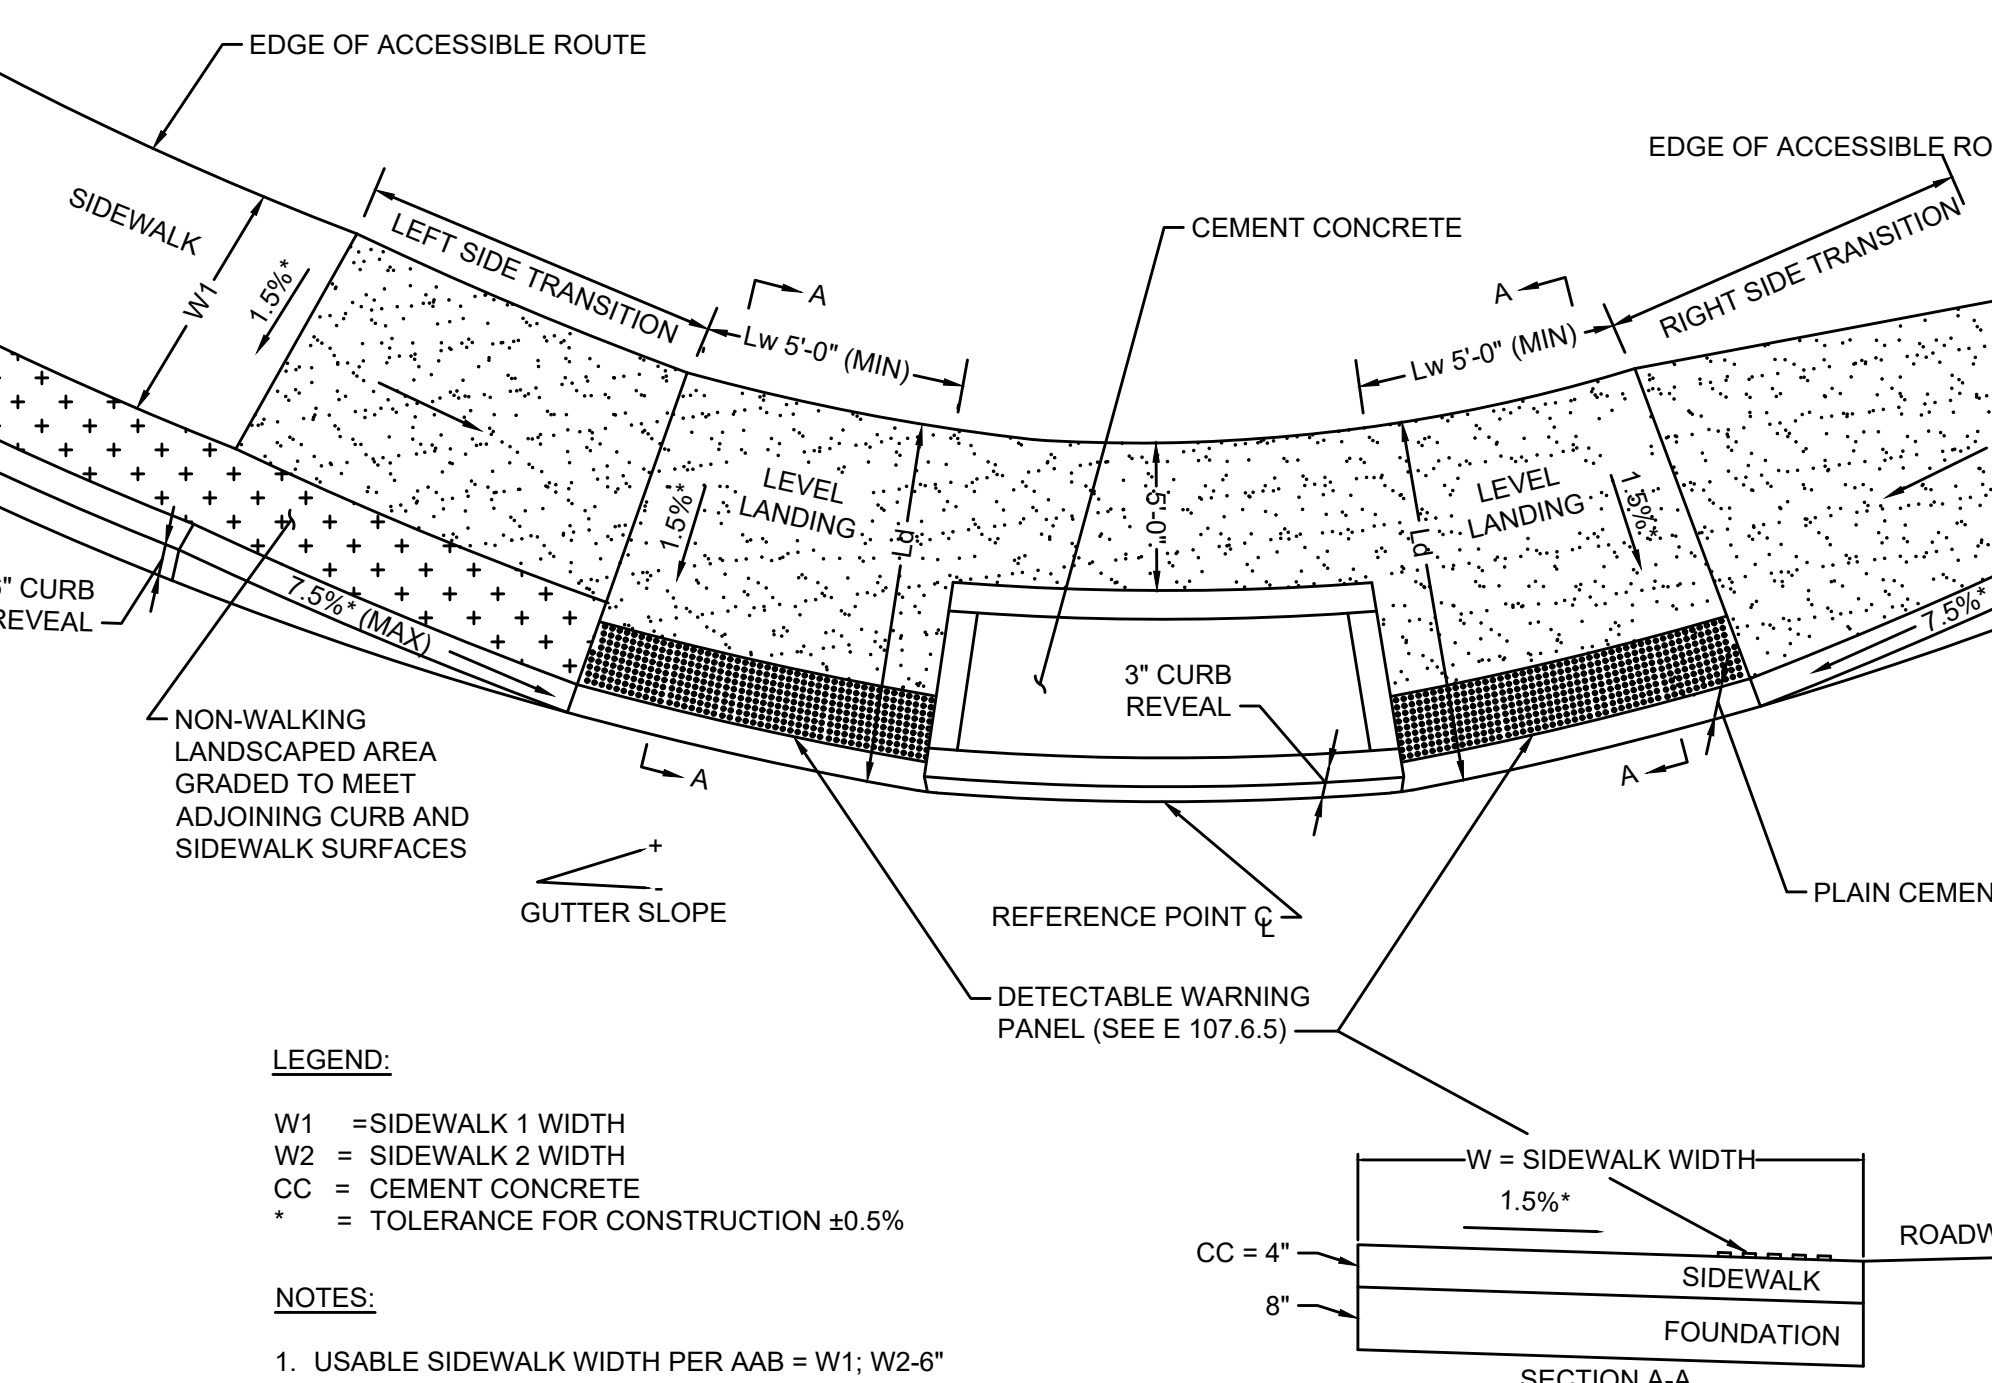 EDGE OF ACCESSIBLE ROUTE
EDGE OF ACCESSIBLE RO
SIDEWALK
W1
1.5%*
LEFT SIDE TRANSITION
A
Lw 5'-0" (MIN)
CEMENT CONCRETE
A
Lw 5'-0" (MIN)
RIGHT SIDE TRANSITION
1.5%*
LEVEL
LANDING
Ld
5'-0"
Ld
LEVEL
LANDING
1.5%*
6" CURB
REVEAL
7.5%* (MAX)
3" CURB
REVEAL
7.5%*
NON-WALKING
LANDSCAPED AREA
GRADED TO MEET
ADJOINING CURB AND
SIDEWALK SURFACES
A
A
+
-
GUTTER SLOPE
REFERENCE POINT ℄
PLAIN CEMEN
DETECTABLE WARNING
PANEL (SEE E 107.6.5)
LEGEND:
W1 =SIDEWALK 1 WIDTH
W2 = SIDEWALK 2 WIDTH
CC = CEMENT CONCRETE
* = TOLERANCE FOR CONSTRUCTION ±0.5%
NOTES:
1. USABLE SIDEWALK WIDTH PER AAB = W1; W2-6"
W = SIDEWALK WIDTH
1.5%*
CC = 4"
ROADW
SIDEWALK
8"
FOUNDATION
SECTION A-A